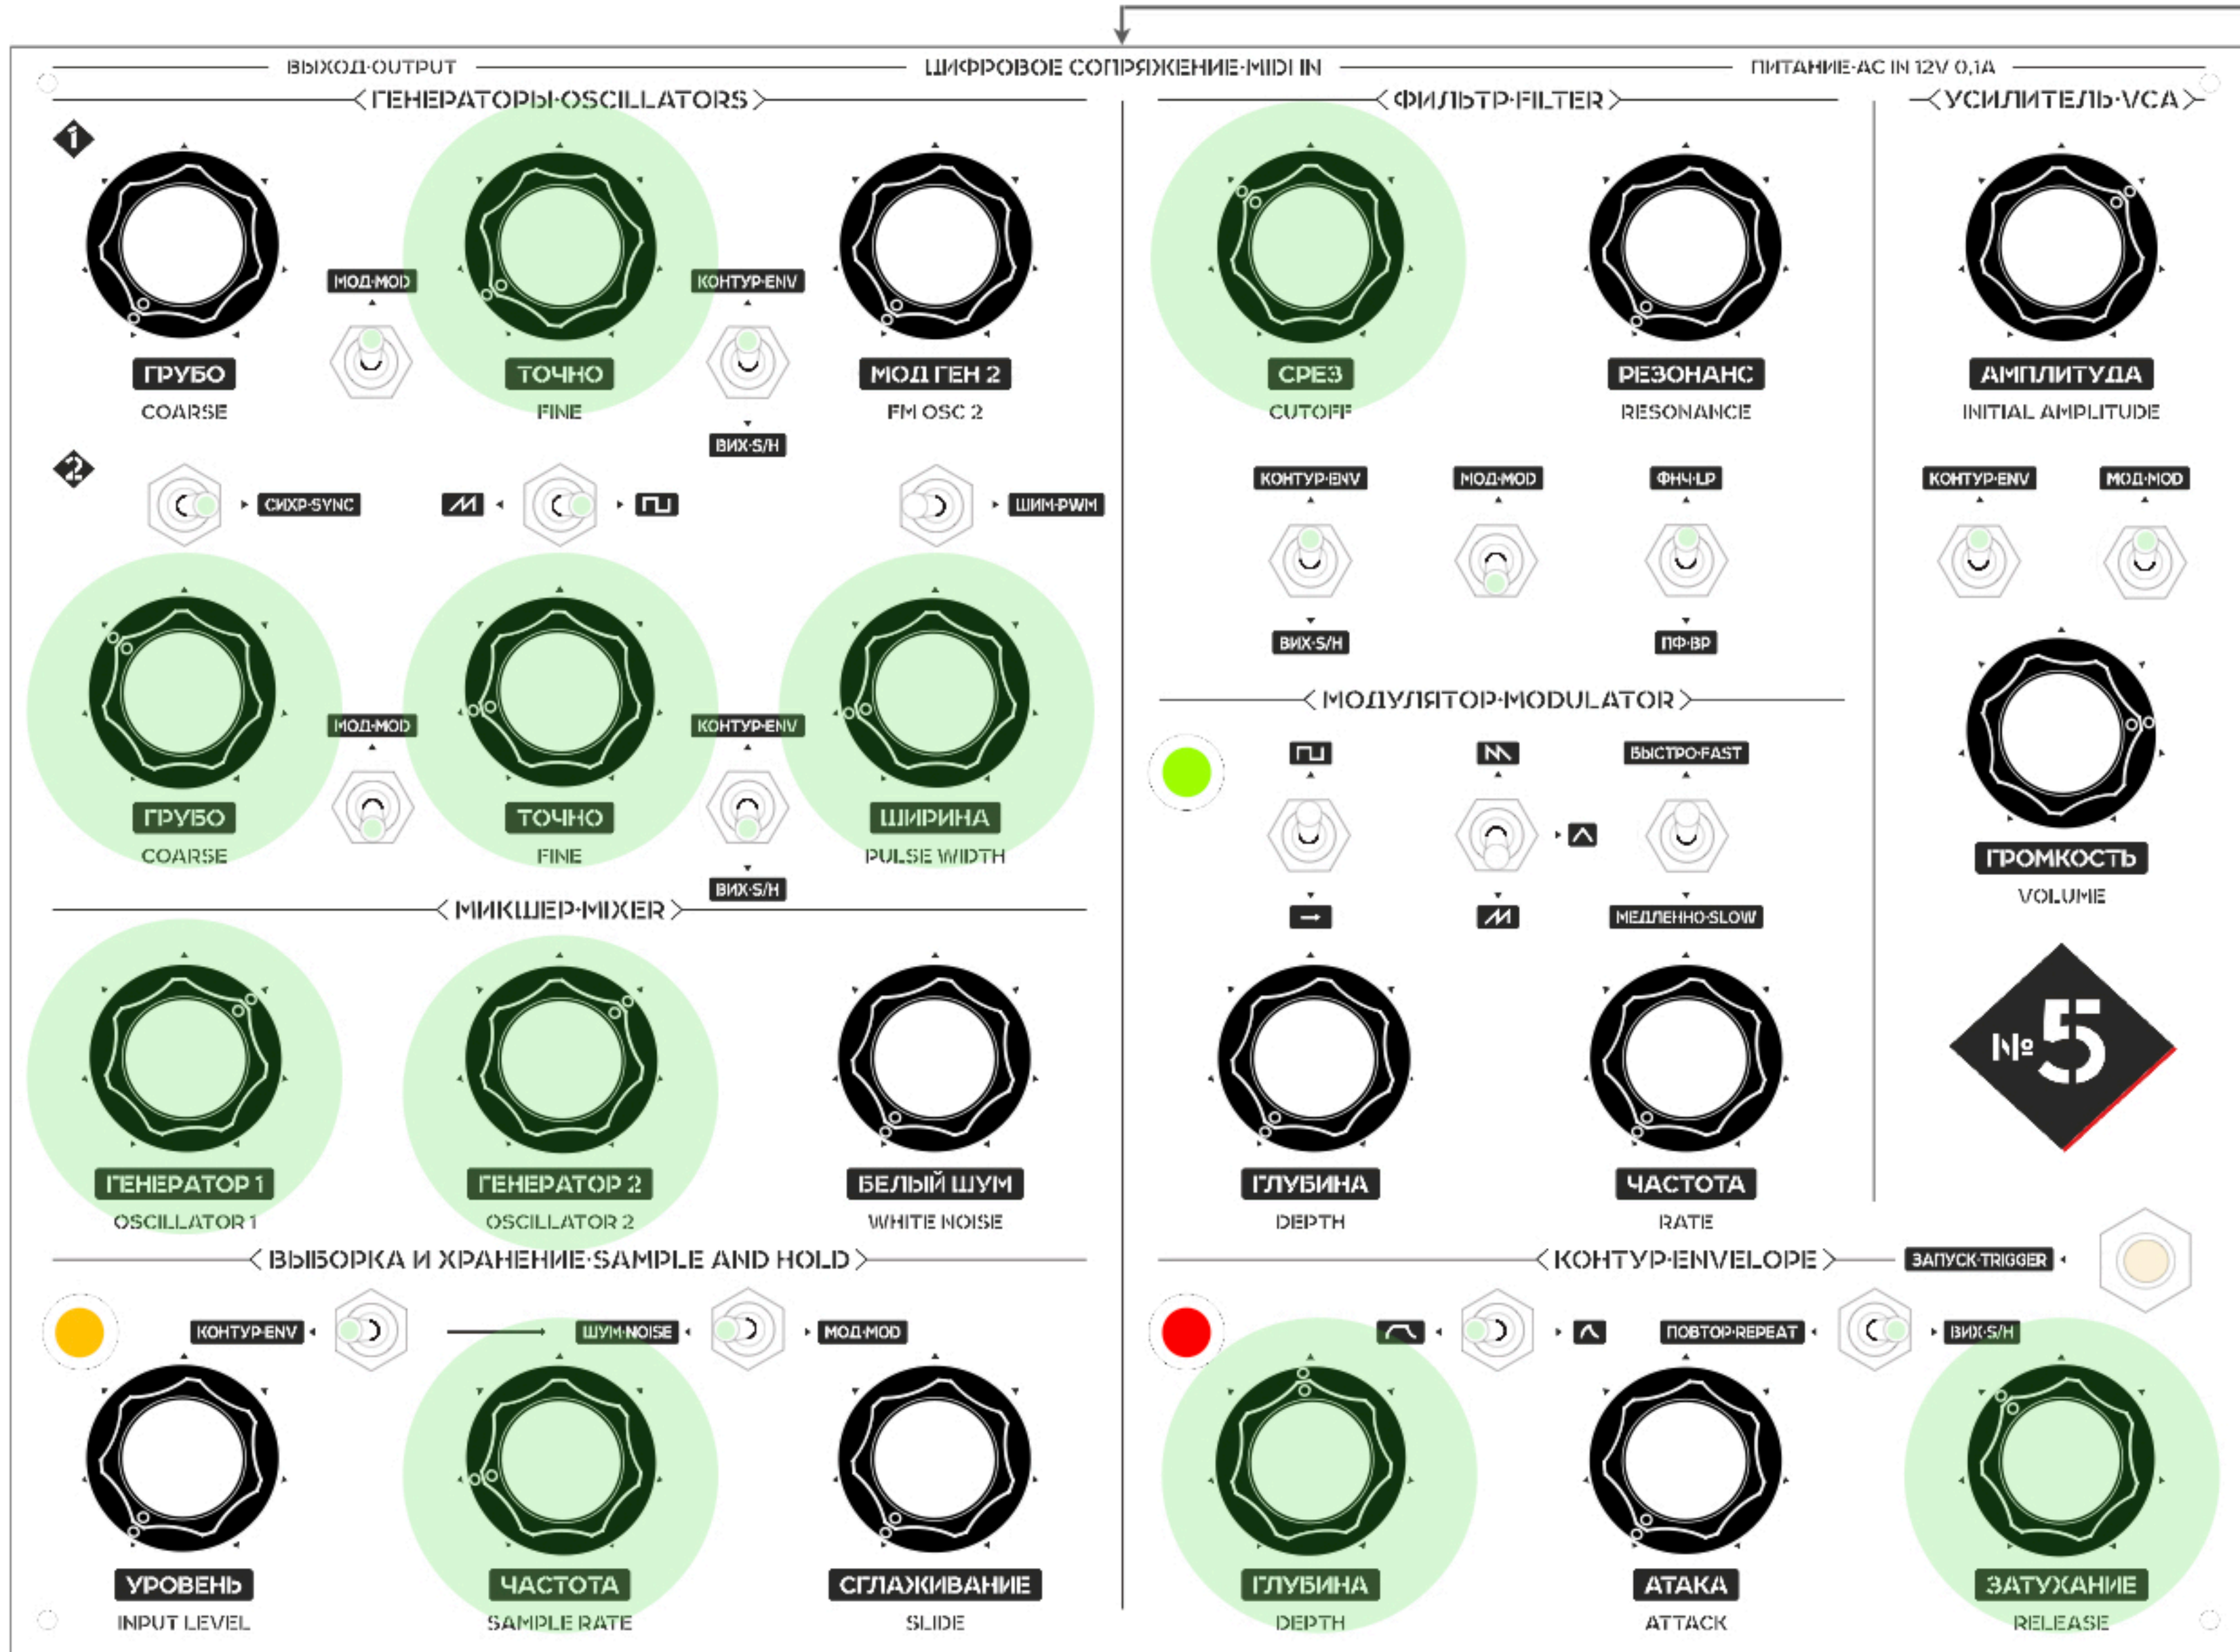 ВЫХОД·OUTPUT
ЦИФРОВОЕ СОПРЯЖЕНИЕ·MIDI IN
ПИТАНИЕ·AC IN 12V 0,1A
ГЕНЕРАТОРЫ·OSCILLATORS
ФИЛЬТР·FILTER
УСИЛИТЕЛЬ·VCA
1
МОД·MOD
КОНТУР·ENV
ГРУБО
ТОЧНО
МОД ГЕН 2
СРЕЗ
РЕЗОНАНС
АМПЛИТУДА
COARSE
FINE
FM OSC 2
CUTOFF
RESONANCE
INITIAL AMPLITUDE
ВИХ·S/H
2
СИХР·SYNC
ШИМ·PWM
КОНТУР·ENV
МОД·MOD
ФНЧ·LP
КОНТУР·ENV
МОД·MOD
ВИХ·S/H
ПФ·BP
МОД·MOD
КОНТУР·ENV
МОДУЛЯТОР·MODULATOR
БЫСТРО·FAST
ГРУБО
ТОЧНО
ШИРИНА
COARSE
FINE
PULSE WIDTH
ВИХ·S/H
ГРОМКОСТЬ
VOLUME
МЕДЛЕННО·SLOW
МИКШЕР·MIXER
№5
ГЕНЕРАТОР 1
ГЕНЕРАТОР 2
БЕЛЫЙ ШУМ
ГЛУБИНА
ЧАСТОТА
OSCILLATOR 1
OSCILLATOR 2
WHITE NOISE
DEPTH
RATE
ВЫБОРКА И ХРАНЕНИЕ·SAMPLE AND HOLD
КОНТУР·ENVELOPE
ЗАПУСК·TRIGGER
КОНТУР·ENV
ШУМ·NOISE
МОД·MOD
ПОВТОР·REPEAT
ВИХ·S/H
УРОВЕНЬ
ЧАСТОТА
СГЛАЖИВАНИЕ
ГЛУБИНА
АТАКА
ЗАТУХАНИЕ
INPUT LEVEL
SAMPLE RATE
SLIDE
DEPTH
ATTACK
RELEASE